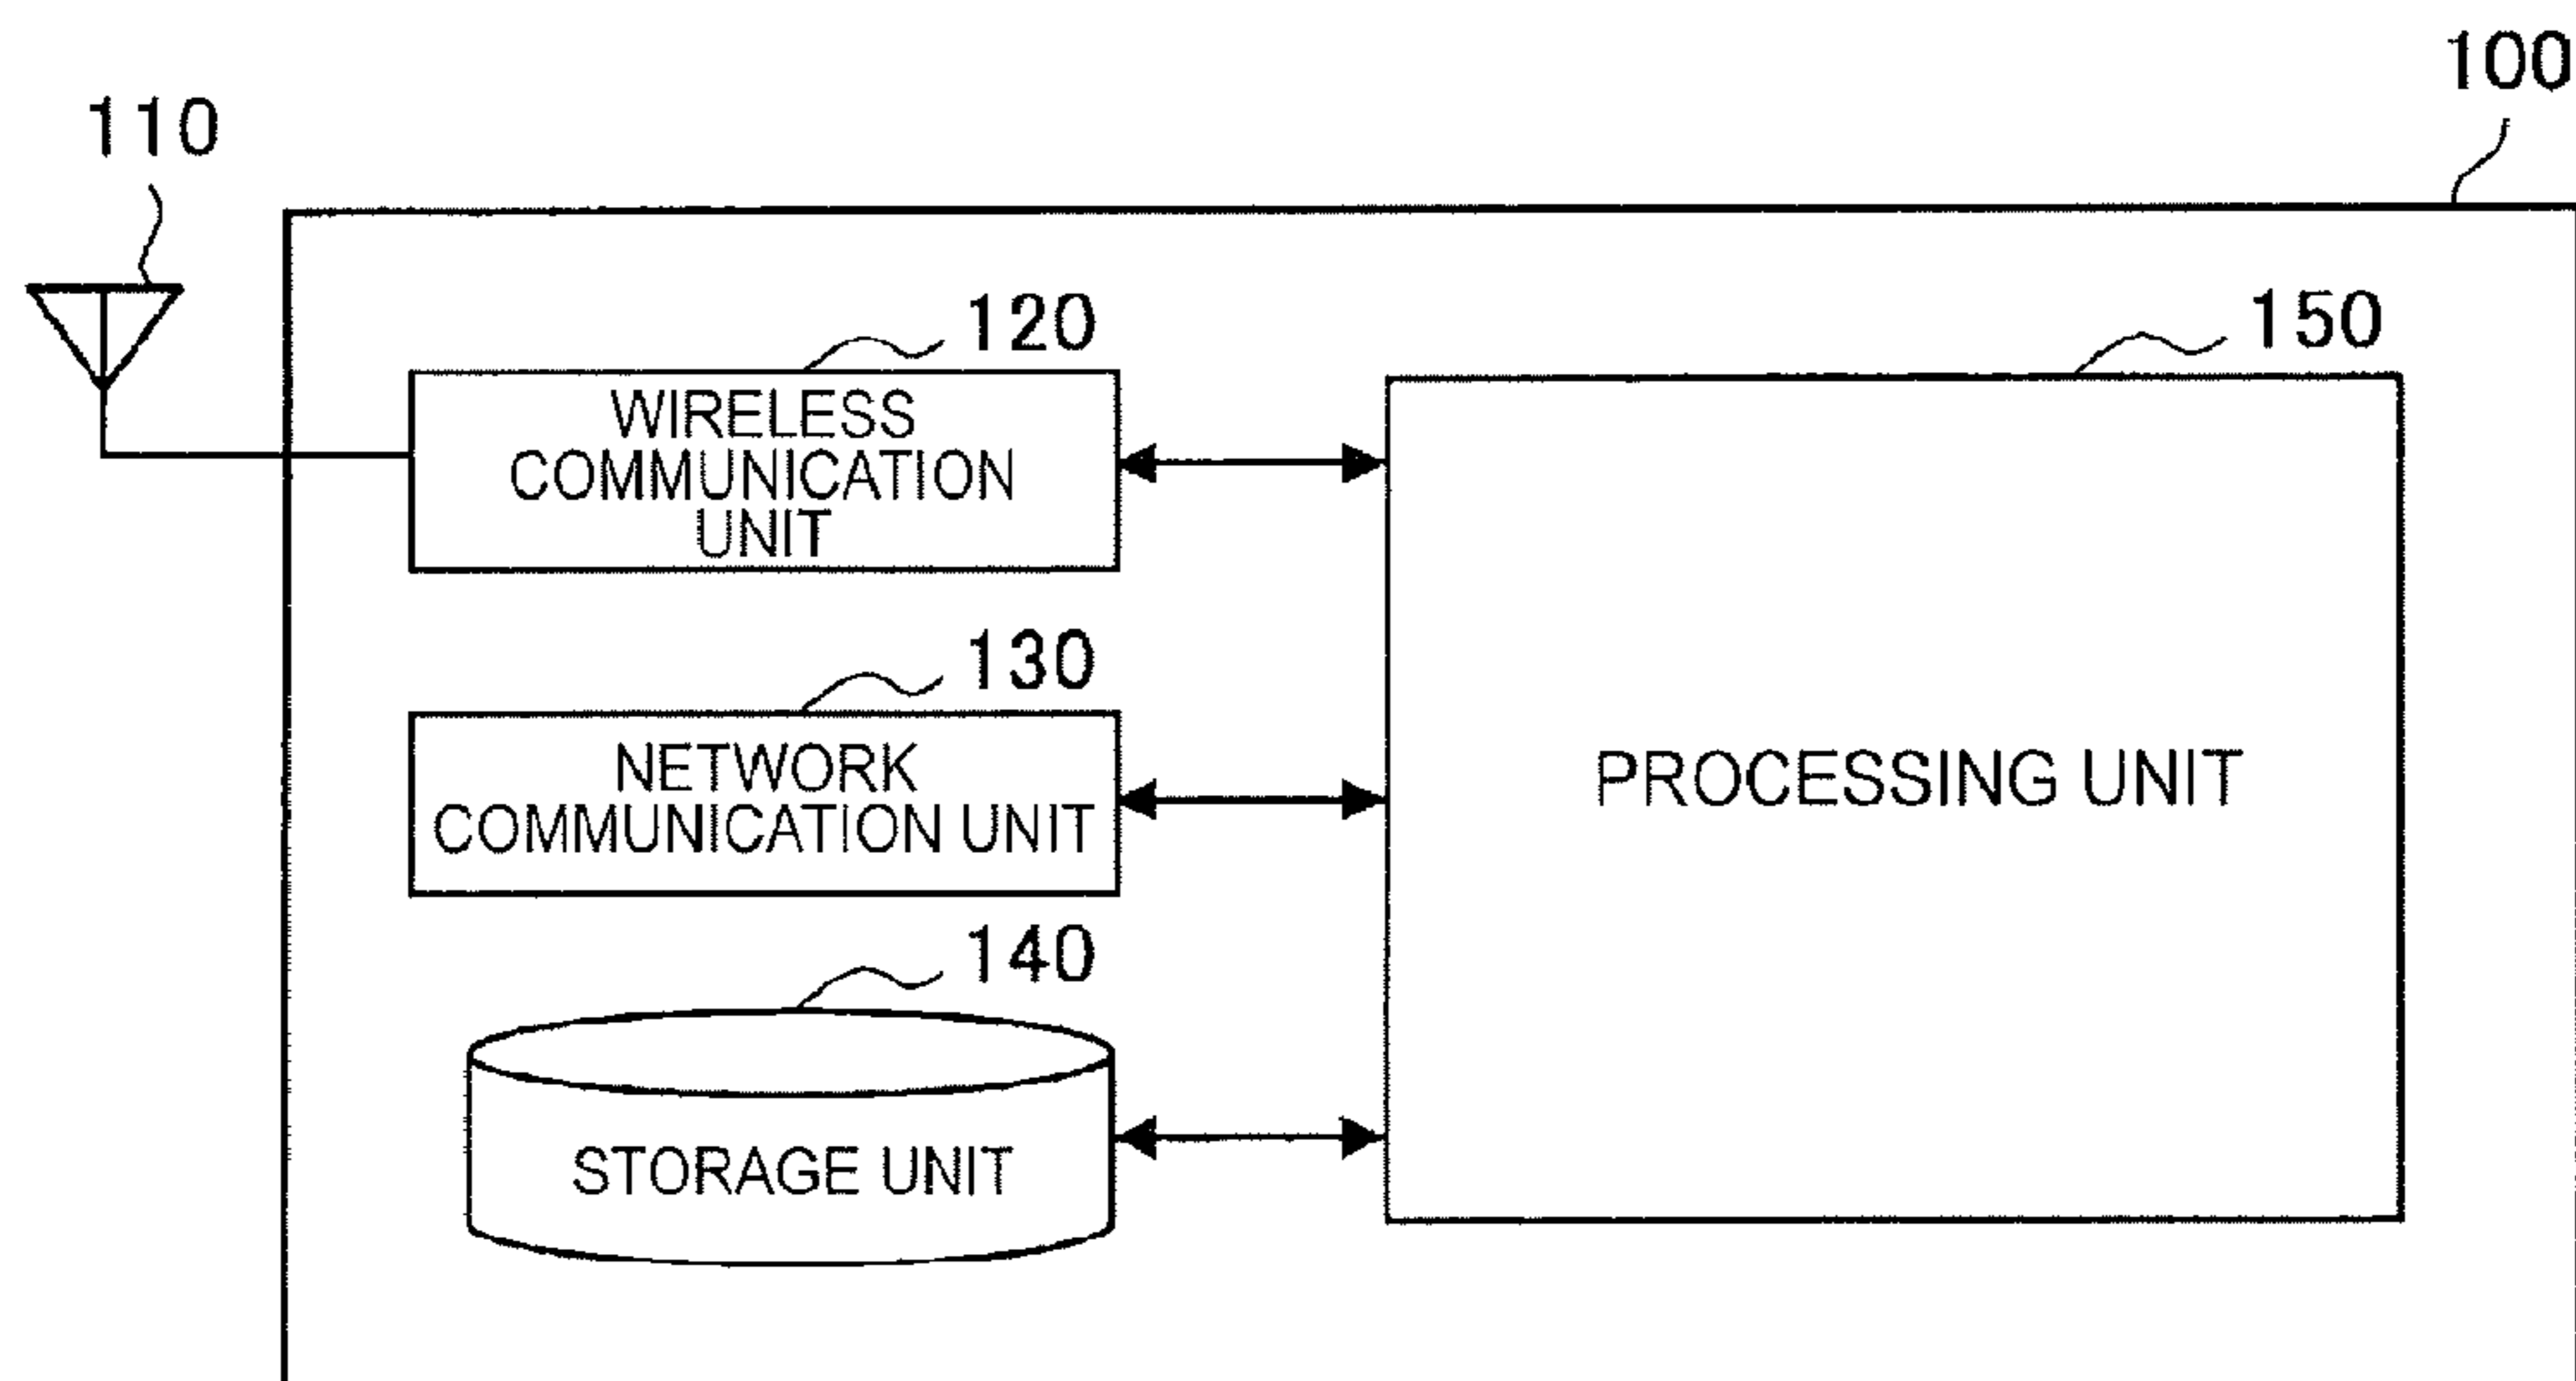 100
110
120
WIRELESS
COMMUNICATION
UNIT
130
NETWORK
COMMUNICATION UNIT
140
STORAGE UNIT
150
PROCESSING UNIT